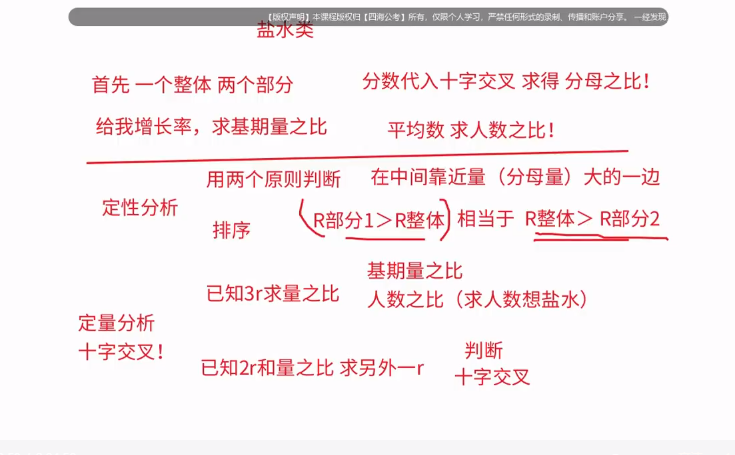 【版权声明】本课程版权归【四海公考】所有，仅限个人学习，严禁任何形式的录制、传播和账户分享。 一经发现
盐水类
首先 一个整体 两个部分
分数代入十字交叉 求得 分母之比！
给我增长率，求基期量之比
平均数 求人数之比！
用两个原则判断
在中间靠近量（分母量）大的一边
定性分析
排序
R部分1＞R整体
相当于 R整体＞ R部分2
基期量之比
已知3r求量之比
人数之比（求人数想盐水）
定量分析
十字交叉！
已知2r和量之比 求另外一r
判断
十字交叉